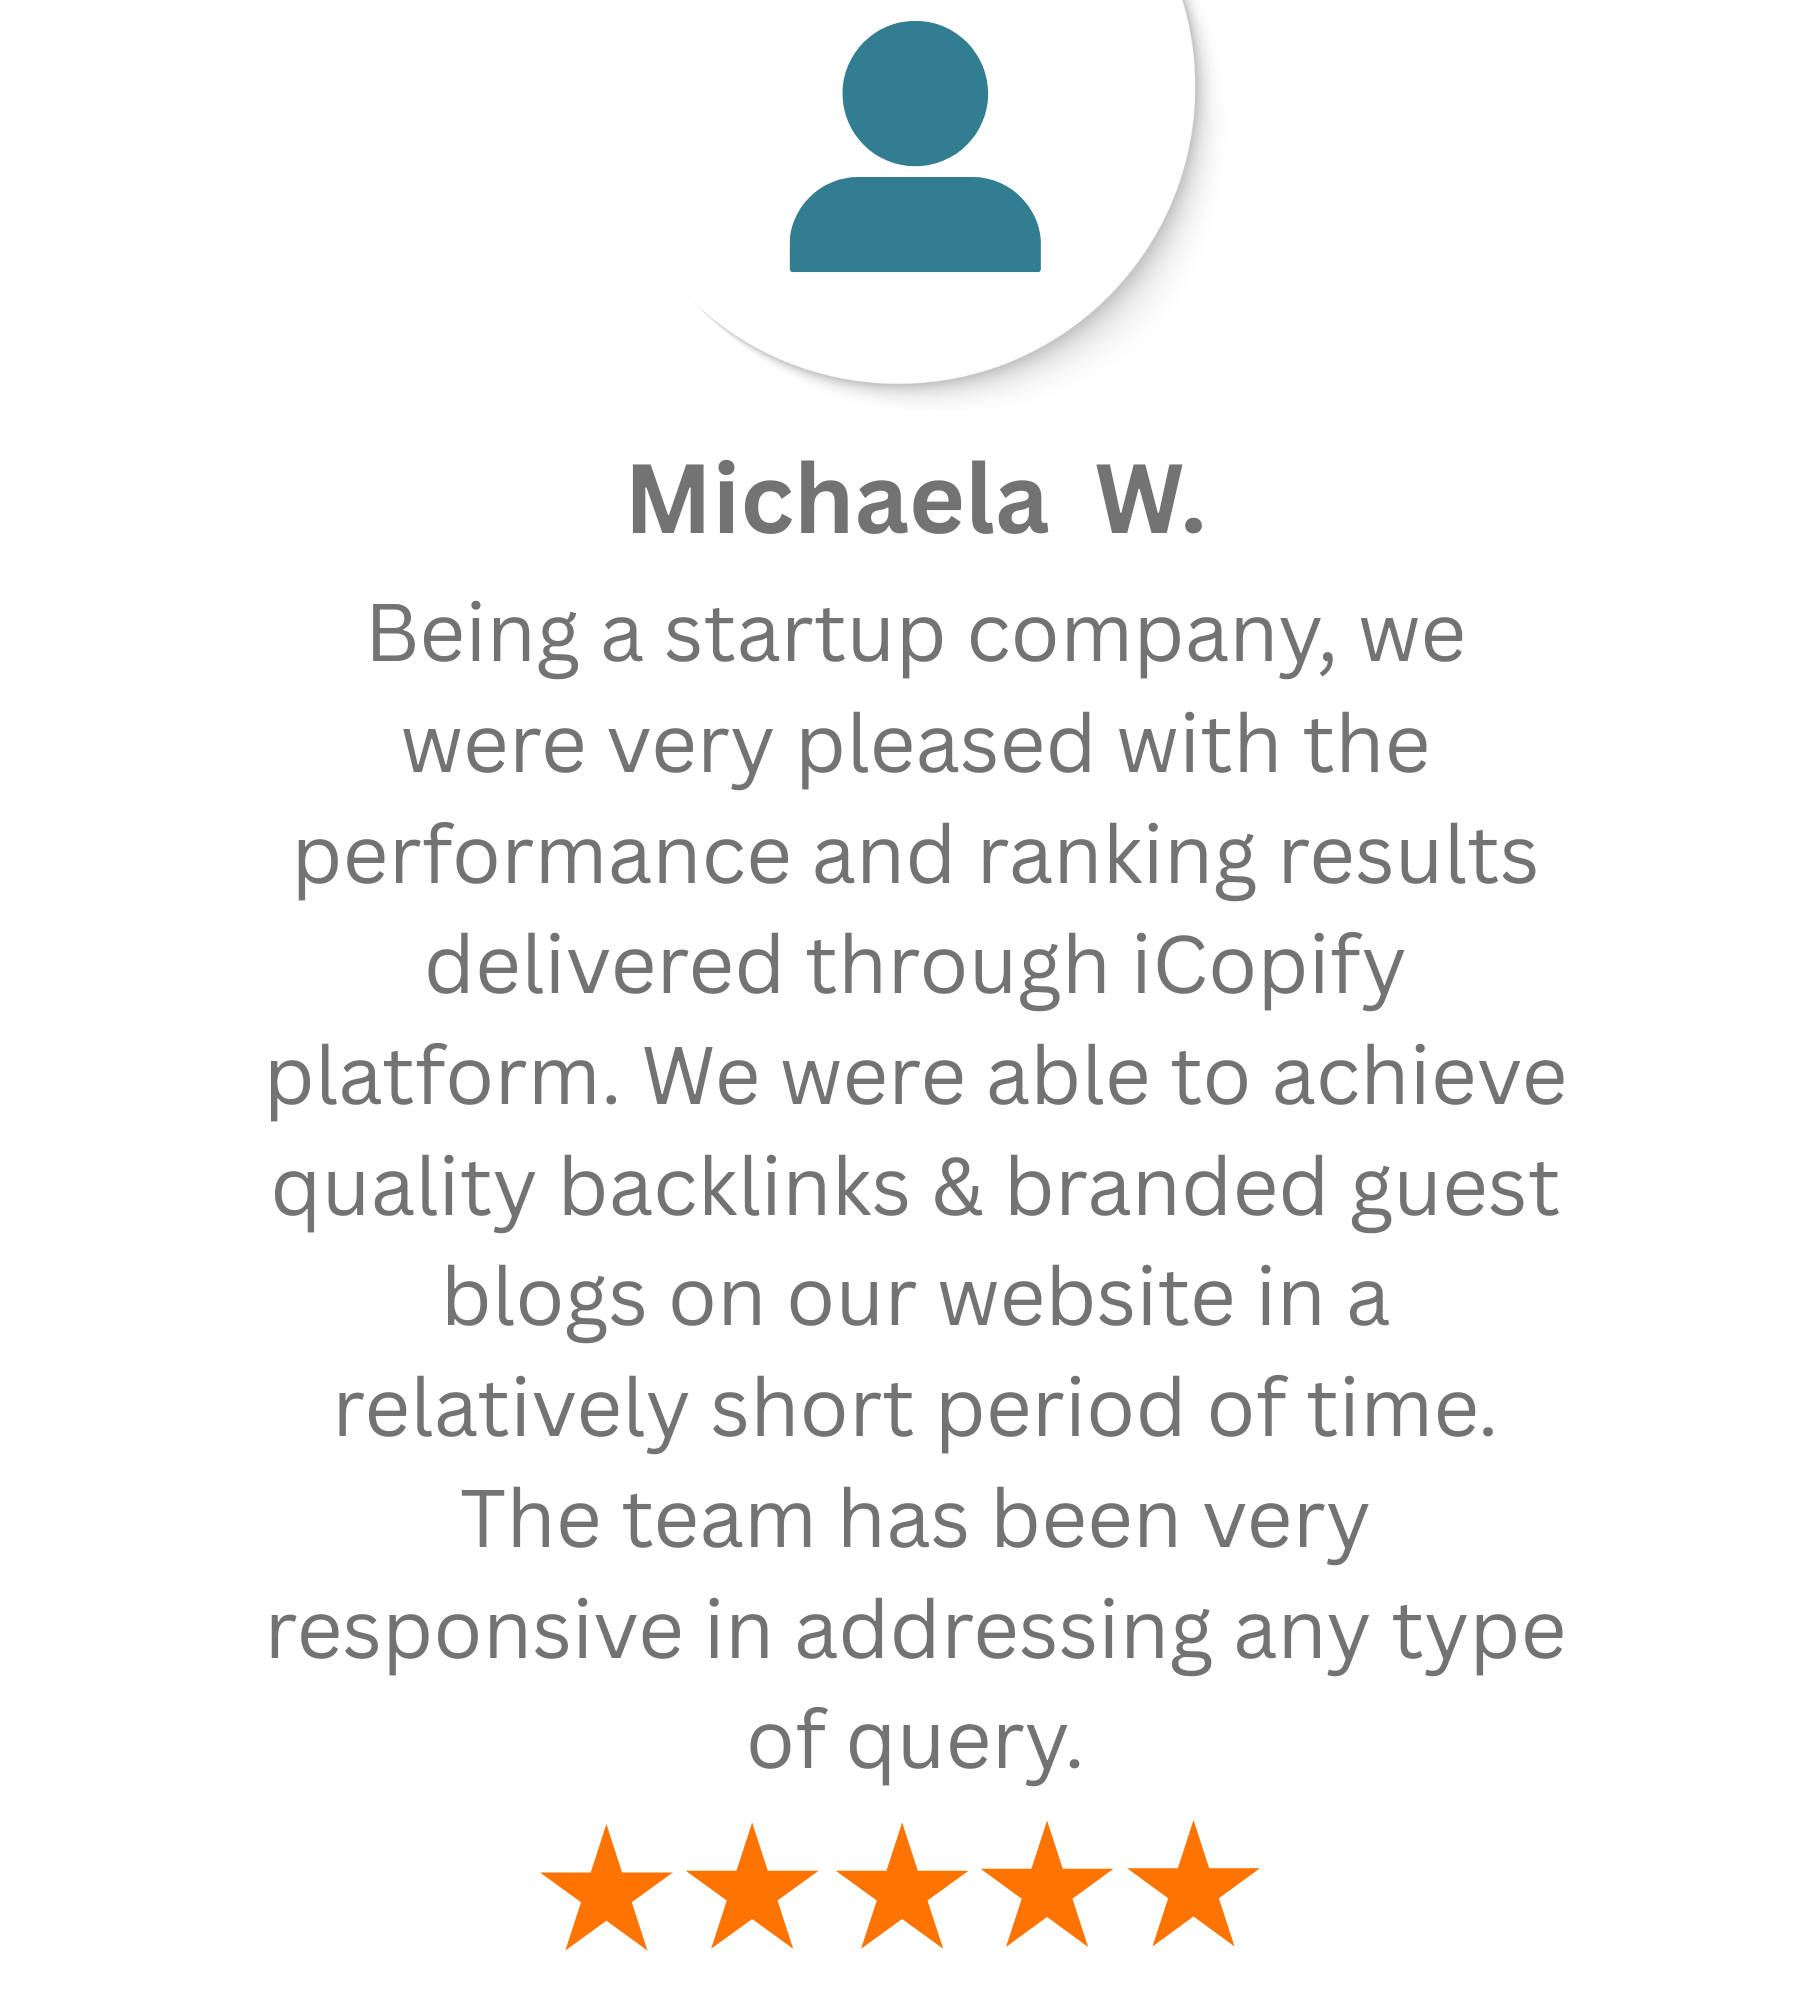 Michaela W.
Being a startup company, we
were very pleased with the
performance and ranking results
delivered through iCopify
platform. We were able to achieve
quality backlinks & branded guest
blogs on our website in a
relatively short period of time.
The team has been very
responsive in addressing any type
of query.